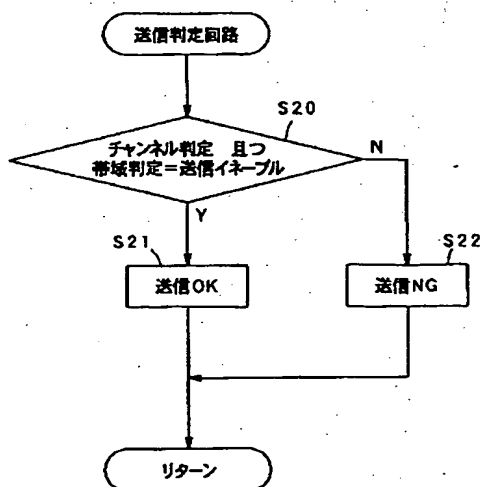 送信判定回路
S20
チャンネル判定 且つ
帯域判定=送信イネーブル
N
Y
S21
送信OK
S22
送信NG
リターン